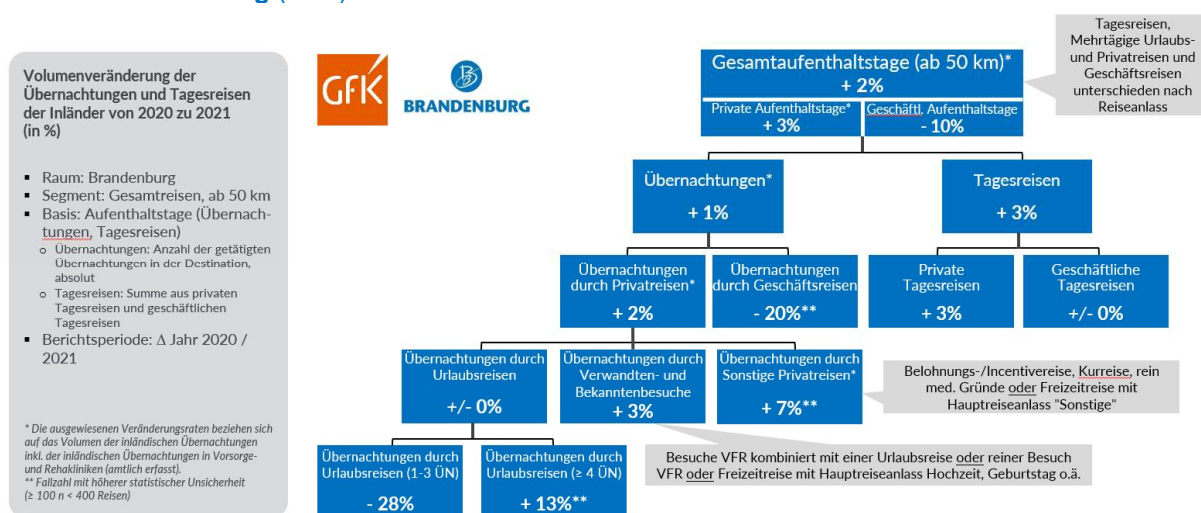 Volumenveränderung der
Übernachtungen und Tagesreisen
der Inländer von 2020 zu 2021
(in %)
▪ Raum: Brandenburg
▪ Segment: Gesamtreisen, ab 50 km
▪ Basis: Aufenthaltstage (Übernach-
tungen, Tagesreisen)
o Übernachtungen: Anzahl der getätigten
Übernachtungen in der Destination,
absolut
o Tagesreisen: Summe aus privaten
Tagesreisen und geschäftlichen
Tagesreisen
▪ Berichtsperiode: Δ Jahr 2020 /
2021
* Die ausgewiesenen Veränderungsraten beziehen sich
auf das Volumen der inländischen Übernachtungen
inkl. der inländischen Übernachtungen in Vorsorge-
und Rehakliniken (amtlich erfasst).
** Fallzahl mit höherer statistischer Unsicherheit
(≥ 100 n < 400 Reisen)
GfK
BRANDENBURG
Gesamtaufenthaltstage (ab 50 km)*
+ 2%
Private Aufenthaltstage*
+ 3%
Geschäftl. Aufenthaltstage
- 10%
Tagesreisen,
Mehrtägige Urlaubs-
und Privatreisen und
Geschäftsreisen
unterschieden nach
Reiseanlass
Übernachtungen*
+ 1%
Tagesreisen
+ 3%
Übernachtungen
durch Privatreisen*
+ 2%
Übernachtungen
durch Geschäftsreisen
- 20%**
Private
Tagesreisen
+ 3%
Geschäftliche
Tagesreisen
+/- 0%
Übernachtungen durch
Urlaubsreisen
+/- 0%
Übernachtungen durch
Verwandten- und
Bekanntenbesuche
+ 3%
Übernachtungen durch
Sonstige Privatreisen*
+ 7%**
Belohnungs-/Incentivereise, Kurreise, rein
med. Gründe oder Freizeitreise mit
Hauptreiseanlass "Sonstige"
Übernachtungen durch
Urlaubsreisen (1-3 ÜN)
- 28%
Übernachtungen durch
Urlaubsreisen (≥ 4 ÜN)
+ 13%**
Besuche VFR kombiniert mit einer Urlaubsreise oder reiner Besuch
VFR oder Freizeitreise mit Hauptreiseanlass Hochzeit, Geburtstag o.ä.